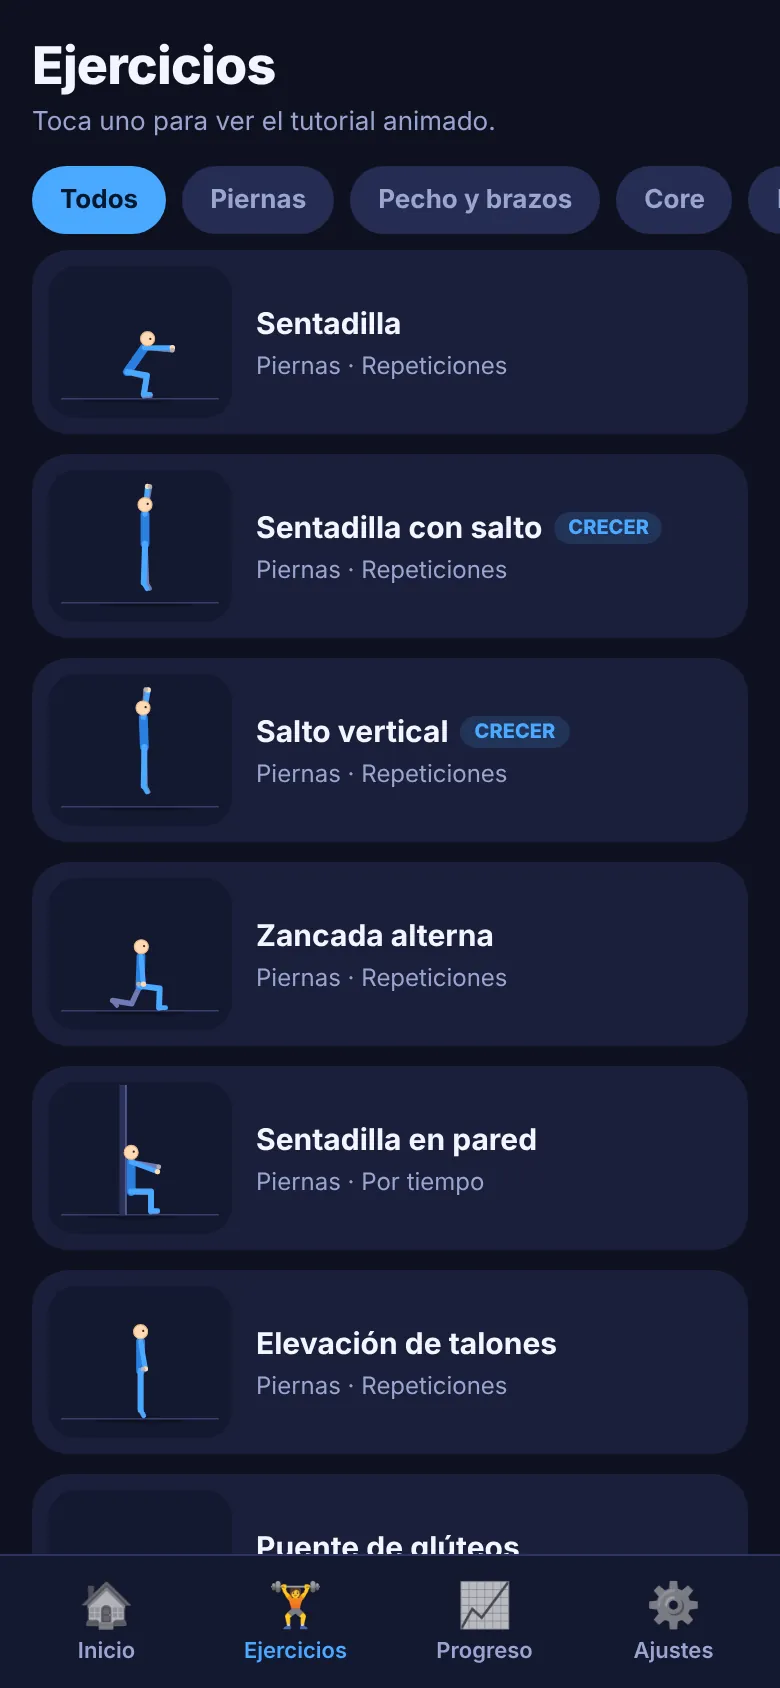 Ejercicios
Toca uno para ver el tutorial animado.
Todos
Piernas
Pecho y brazos
Core
Sentadilla
Piernas · Repeticiones
Sentadilla con salto CRECER
Piernas · Repeticiones
Salto vertical CRECER
Piernas · Repeticiones
Zancada alterna
Piernas · Repeticiones
Sentadilla en pared
Piernas · Por tiempo
Elevación de talones
Piernas · Repeticiones
Puente de glúteos
Inicio
Ejercicios
Progreso
Ajustes